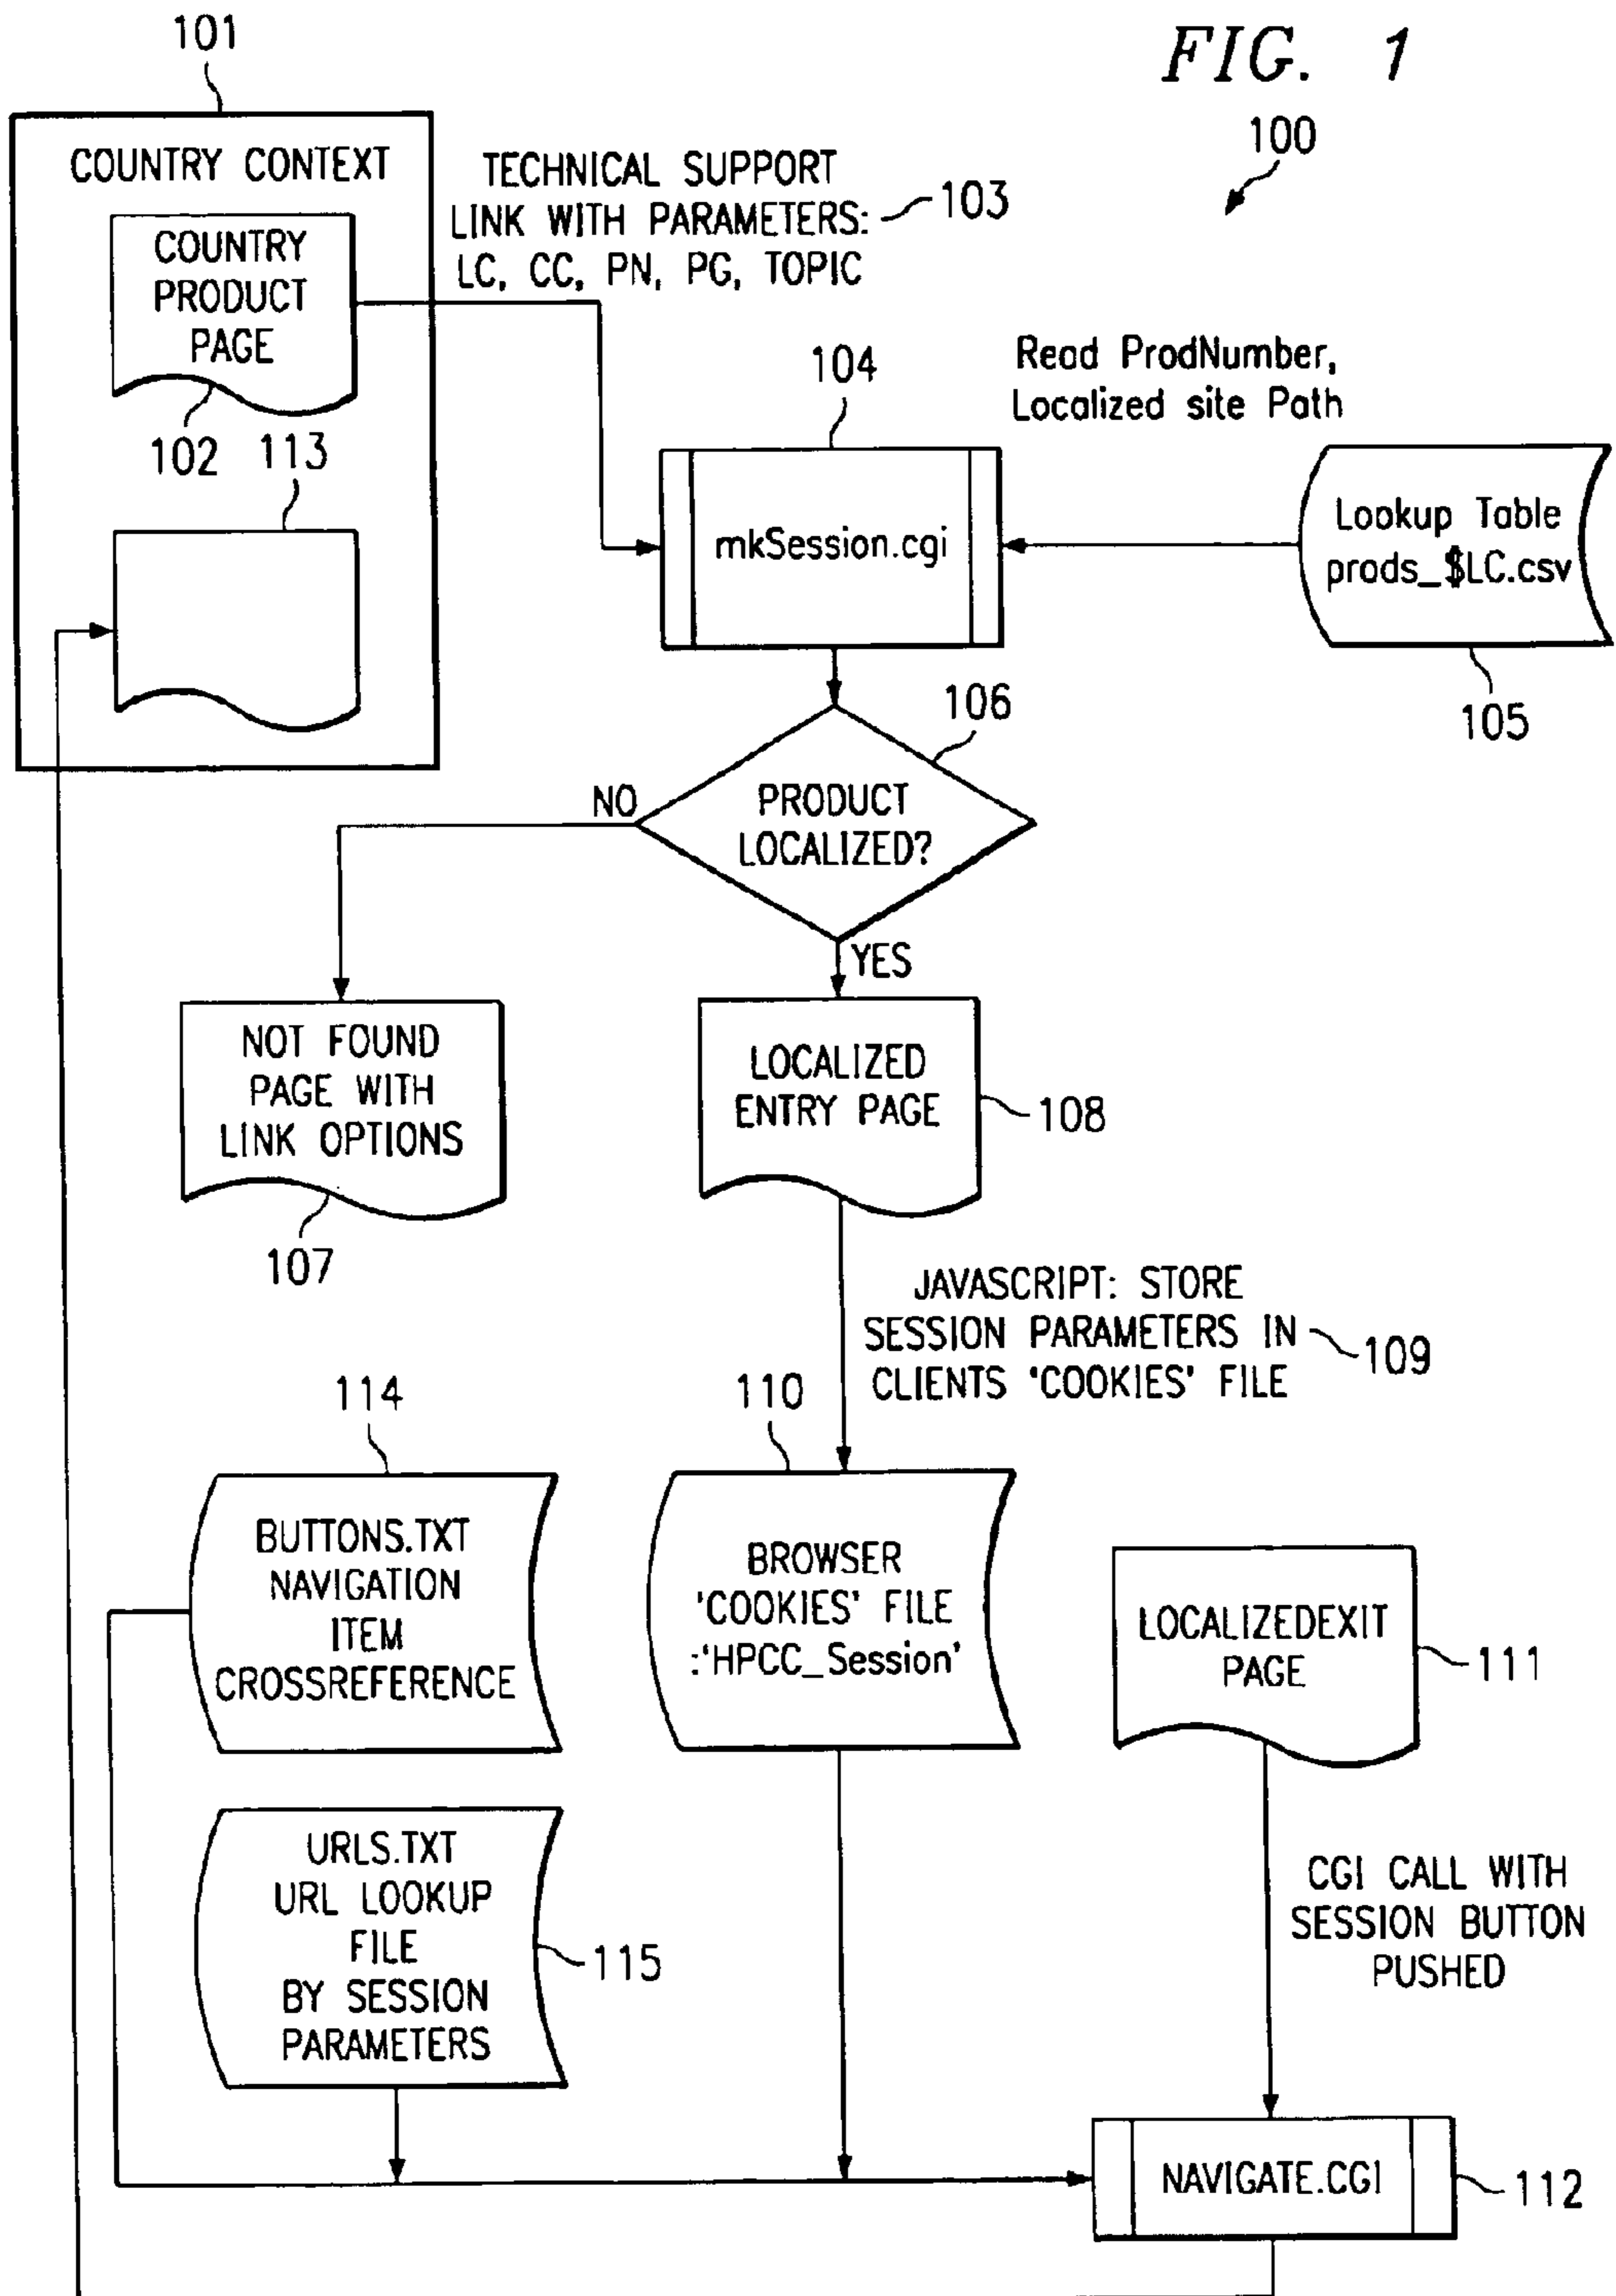 FIG. 1
100
101
COUNTRY CONTEXT
COUNTRY
PRODUCT
PAGE
102
113
TECHNICAL SUPPORT
LINK WITH PARAMETERS:
LC, CC, PN, PG, TOPIC
103
104
mkSession.cgi
Read ProdNumber,
Localized site Path
Lookup Table
prods_$LC.csv
105
106
PRODUCT
LOCALIZED?
NO
YES
NOT FOUND
PAGE WITH
LINK OPTIONS
107
LOCALIZED
ENTRY PAGE
108
JAVASCRIPT: STORE
SESSION PARAMETERS IN
CLIENTS 'COOKIES' FILE
109
114
BUTTONS.TXT
NAVIGATION
ITEM
CROSSREFERENCE
110
BROWSER
'COOKIES' FILE
:'HPCC_Session'
LOCALIZEDEXIT
PAGE
111
URLS.TXT
URL LOOKUP
FILE
BY SESSION
PARAMETERS
115
CGI CALL WITH
SESSION BUTTON
PUSHED
NAVIGATE.CGI
112